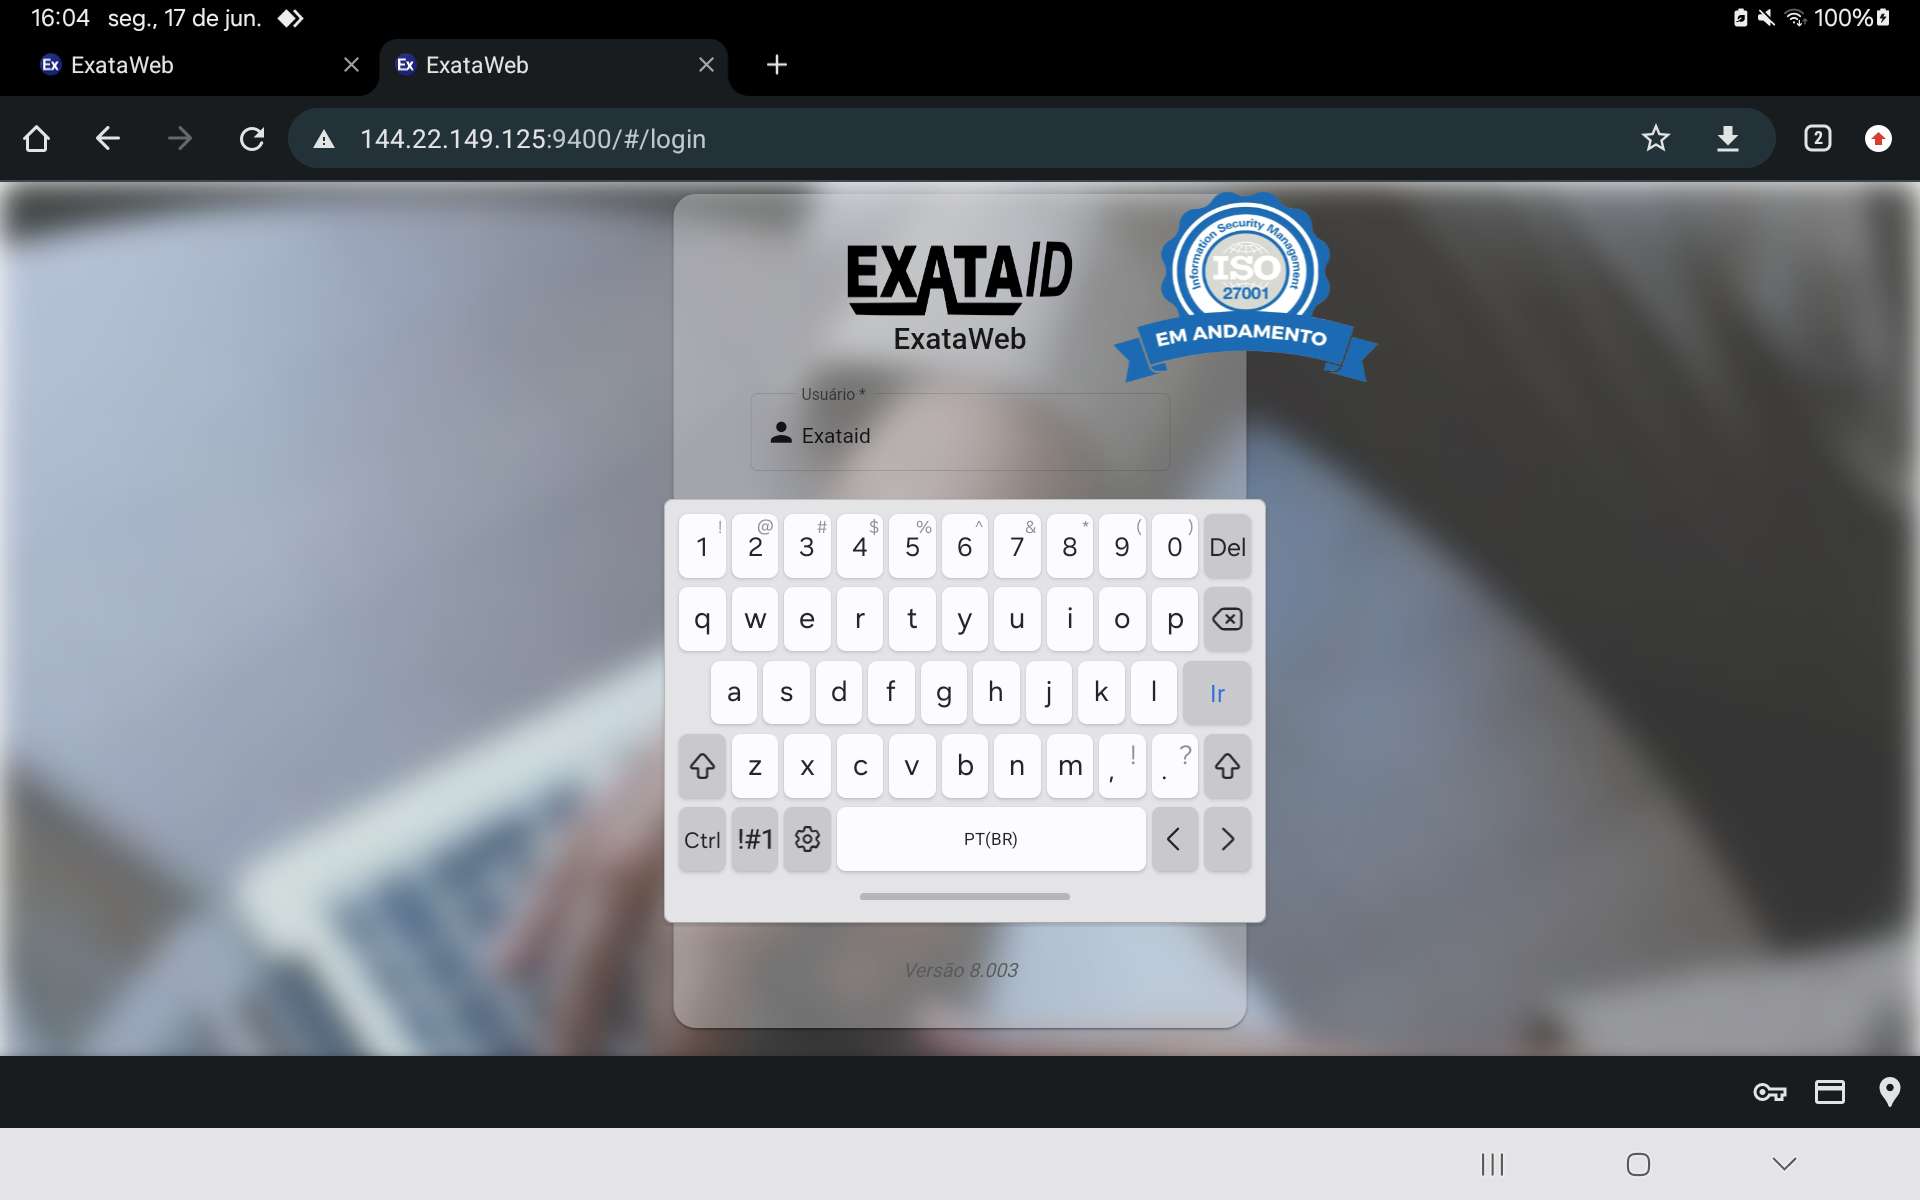 16:04 seg., 17 de jun. 100%
Ex ExataWeb
Ex ExataWeb
144.22.149.125:9400/#/login
2
EXATAID
ExataWeb
Information Security Management
ISO
27001
EM ANDAMENTO
Usuário *
Exataid
! @ # $ % ^ & * ( )
1 2 3 4 5 6 7 8 9 0 Del
q w e r t y u i o p
a s d f g h j k l Ir
z x c v b n m , ! . ?
Ctrl !#1 PT(BR) < >
Versão 8.003